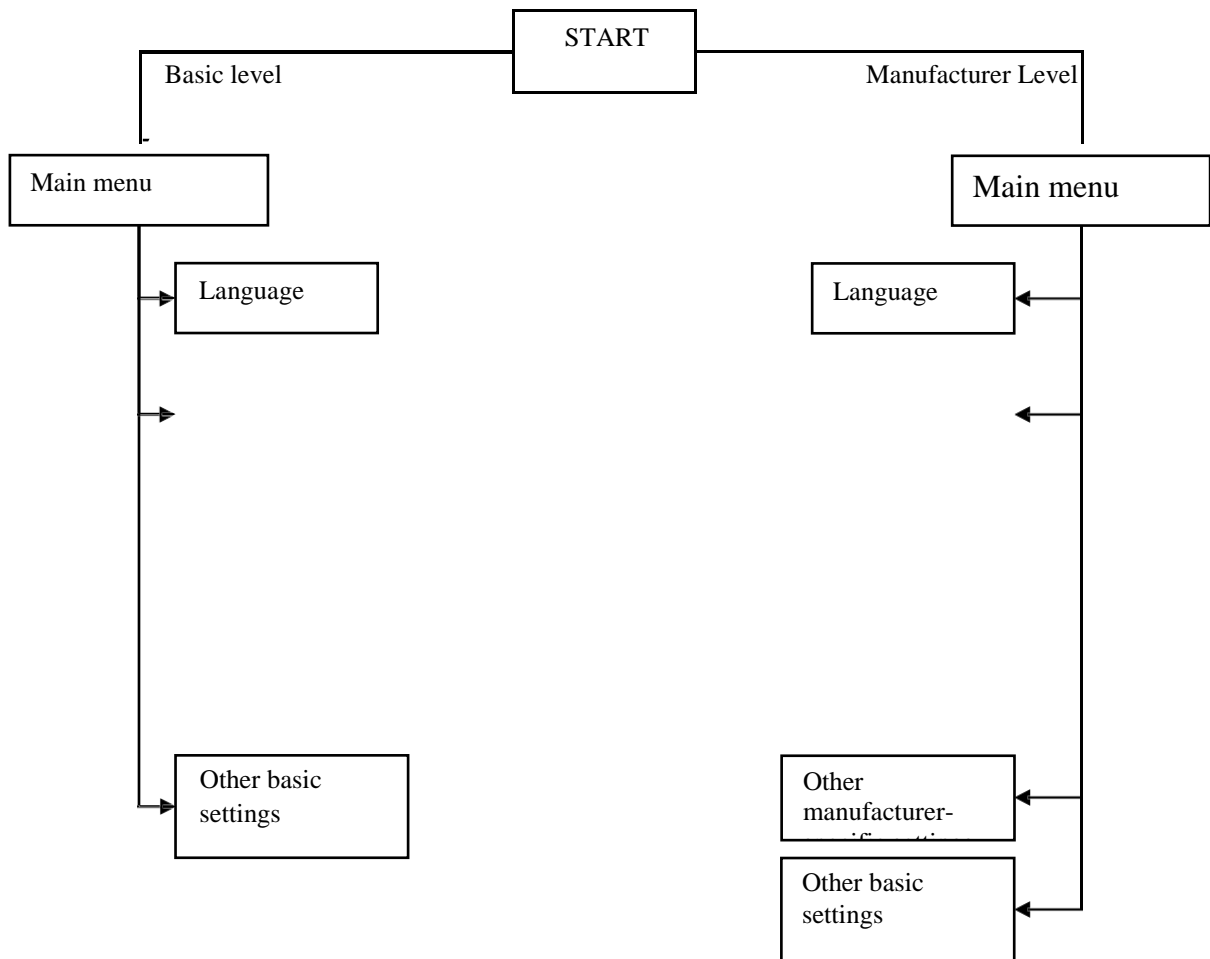 START
Basic level
Manufacturer Level
Main menu
Main menu
Language
Language
Other basic
settings
Other
manufacturer-
Other basic
settings